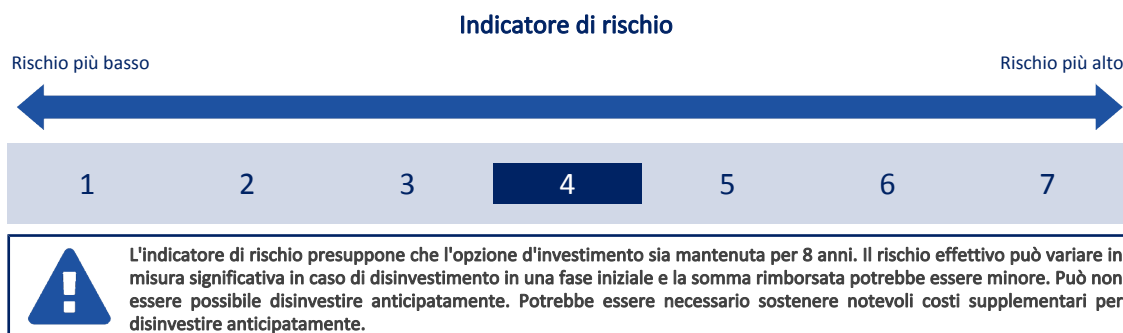 Indicatore di rischio
Rischio più basso
Rischio più alto
1 2 3 4 5 6 7
L'indicatore di rischio presuppone che l'opzione d'investimento sia mantenuta per 8 anni. Il rischio effettivo può variare in
misura significativa in caso di disinvestimento in una fase iniziale e la somma rimborsata potrebbe essere minore. Può non
essere possibile disinvestire anticipatamente. Potrebbe essere necessario sostenere notevoli costi supplementari per
disinvestire anticipatamente.